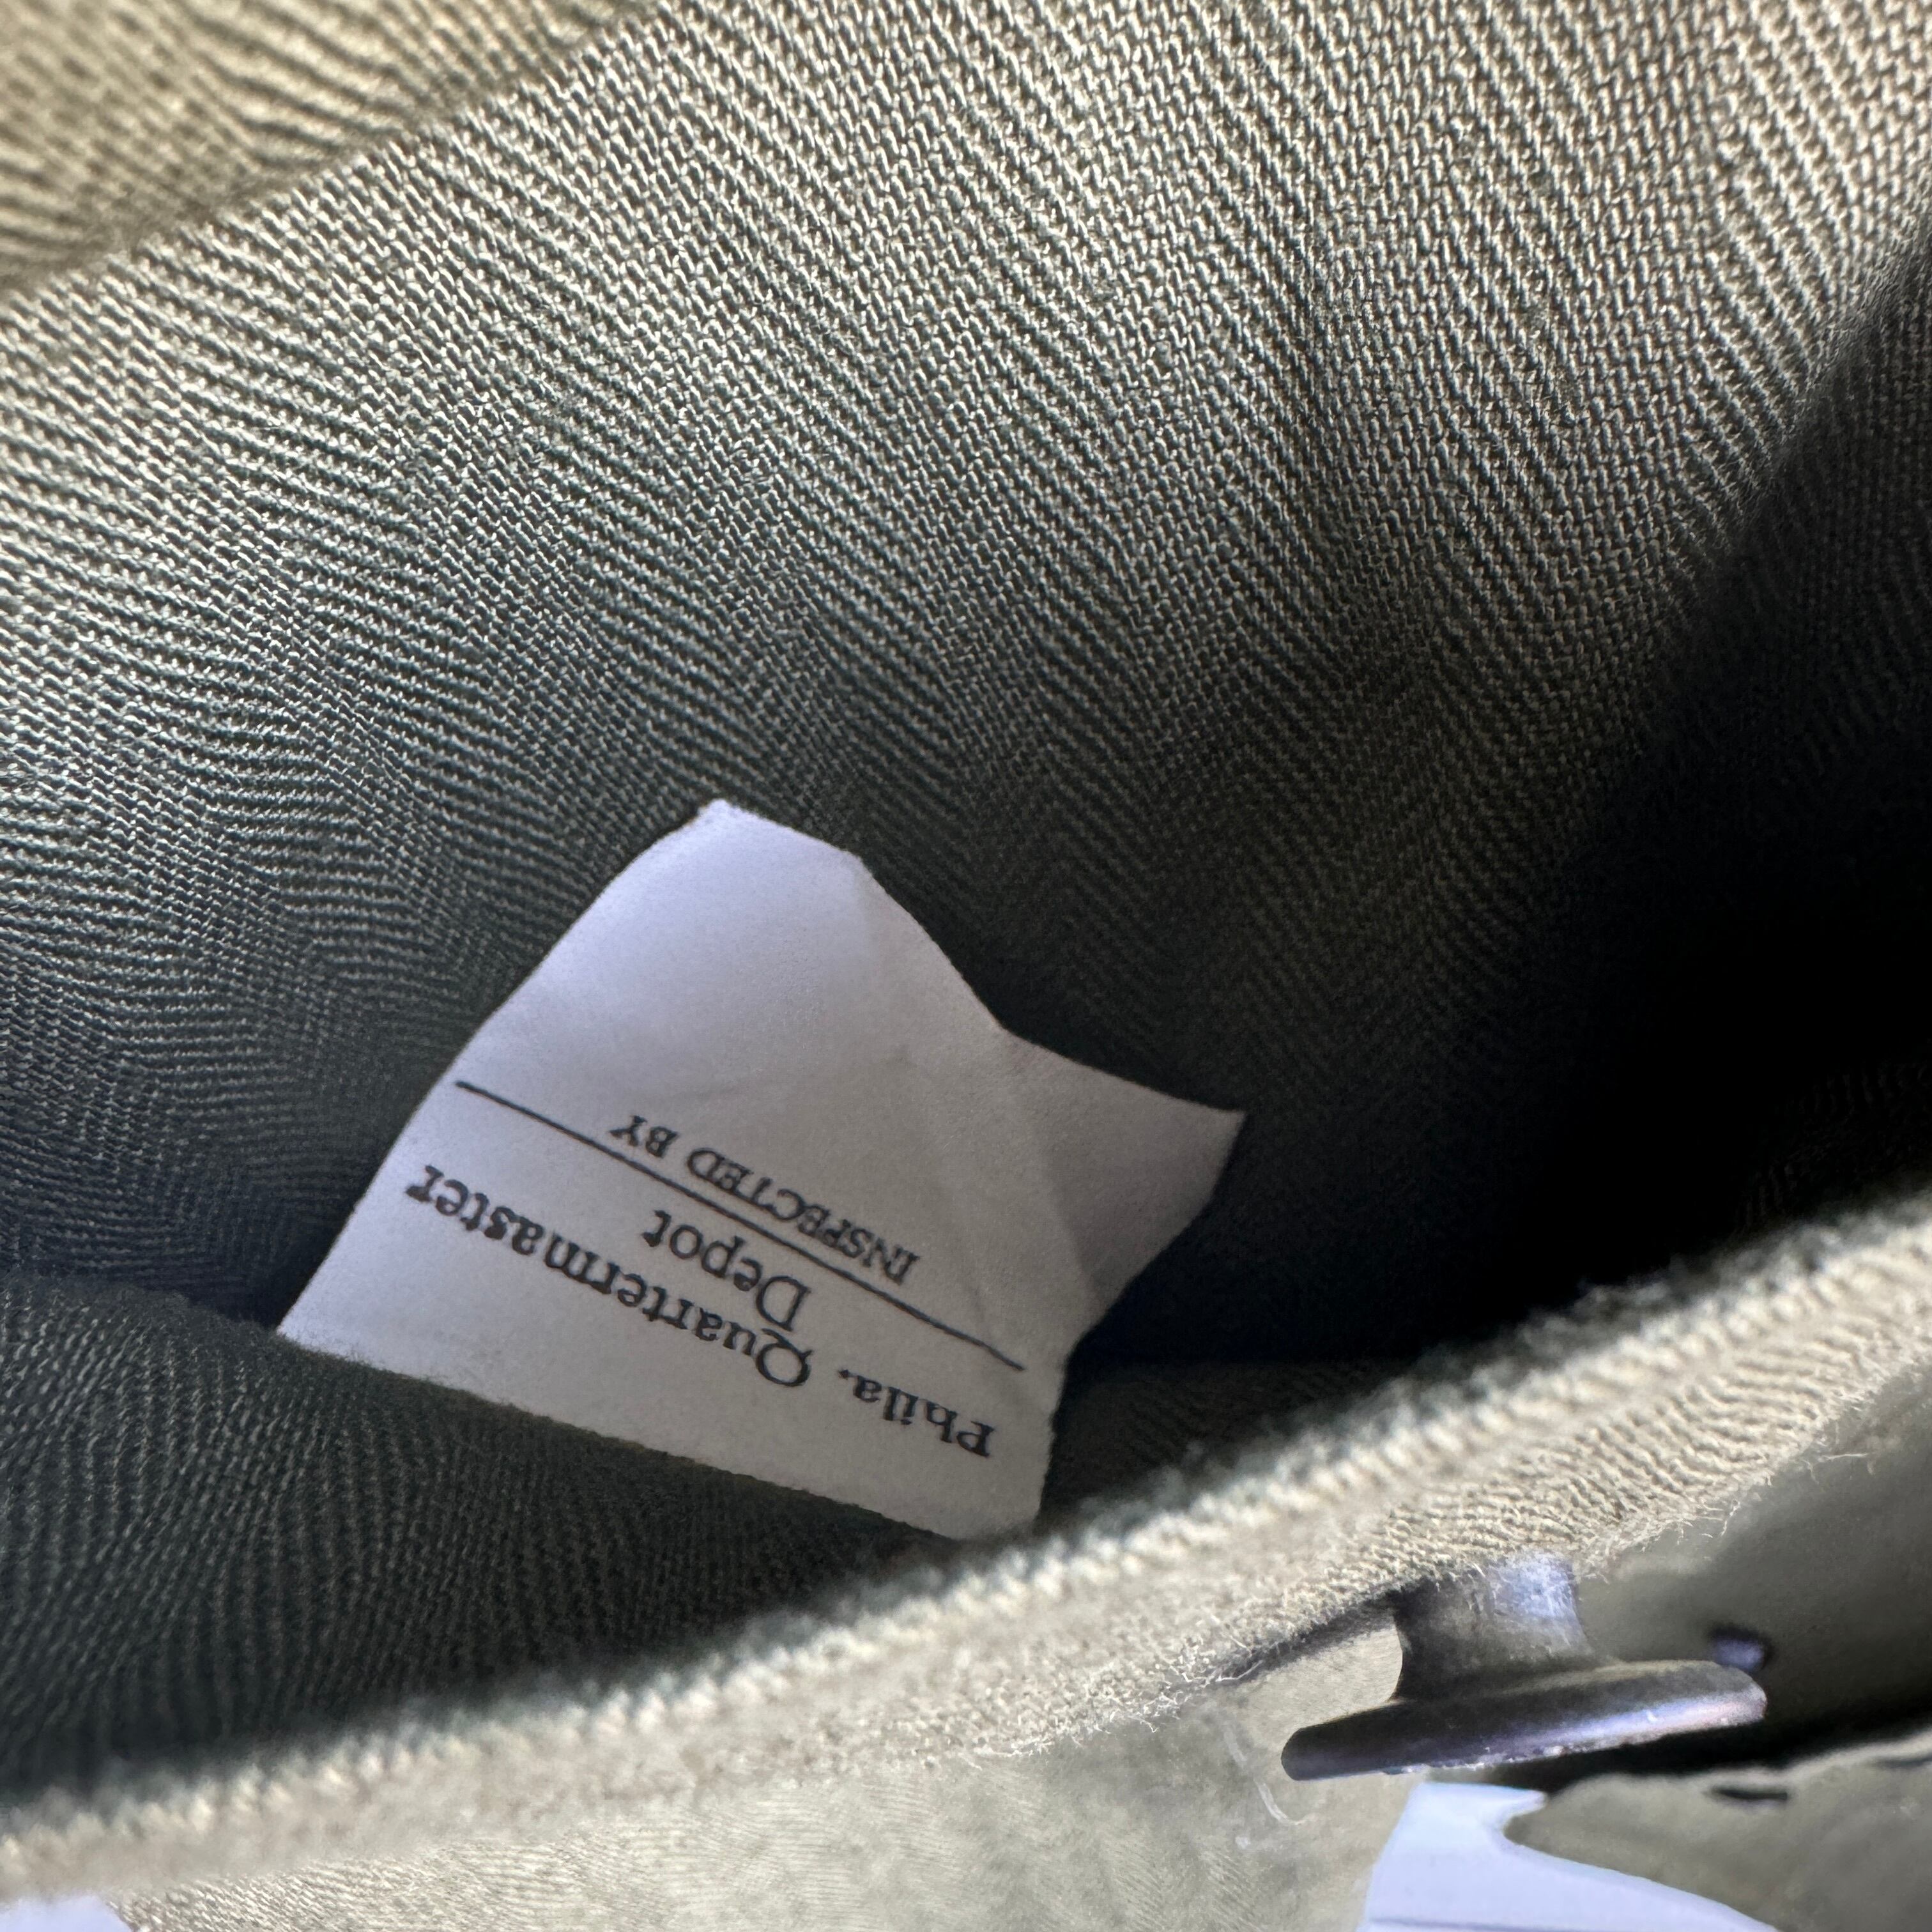 Phila. Quartermaster
Depot
INSPECTED BY